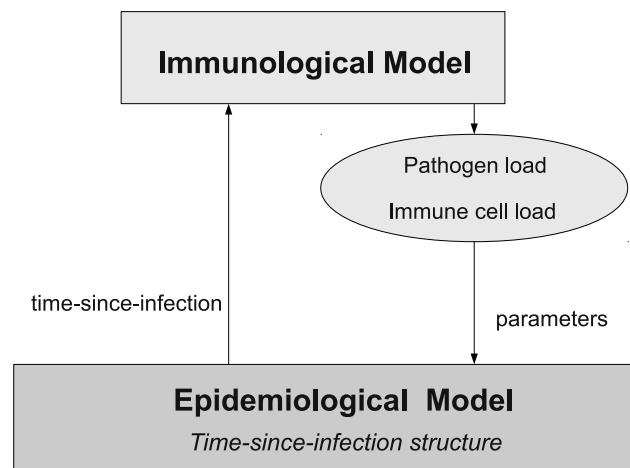 Immunological Model
Pathogen load
Immune cell load
time-since-infection
parameters
Epidemiological Model
Time-since-infection structure